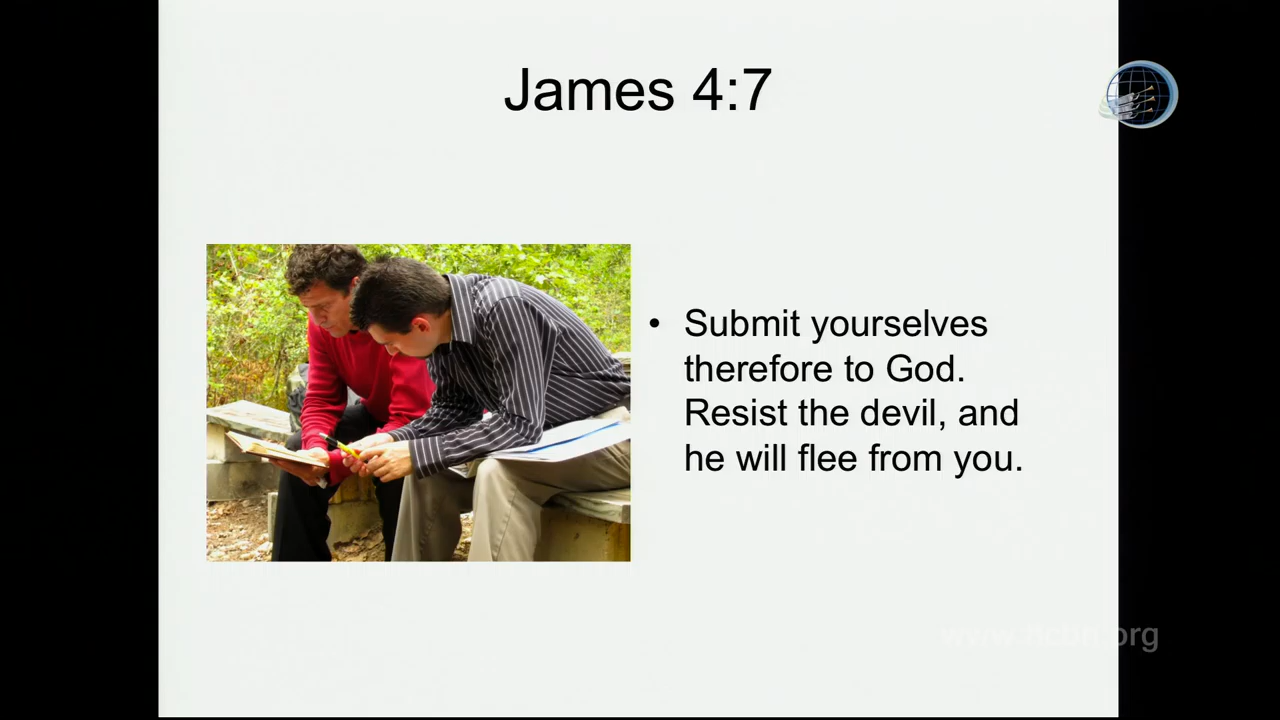 James 4:7
• Submit yourselves
therefore to God.
Resist the devil, and
he will flee from you.